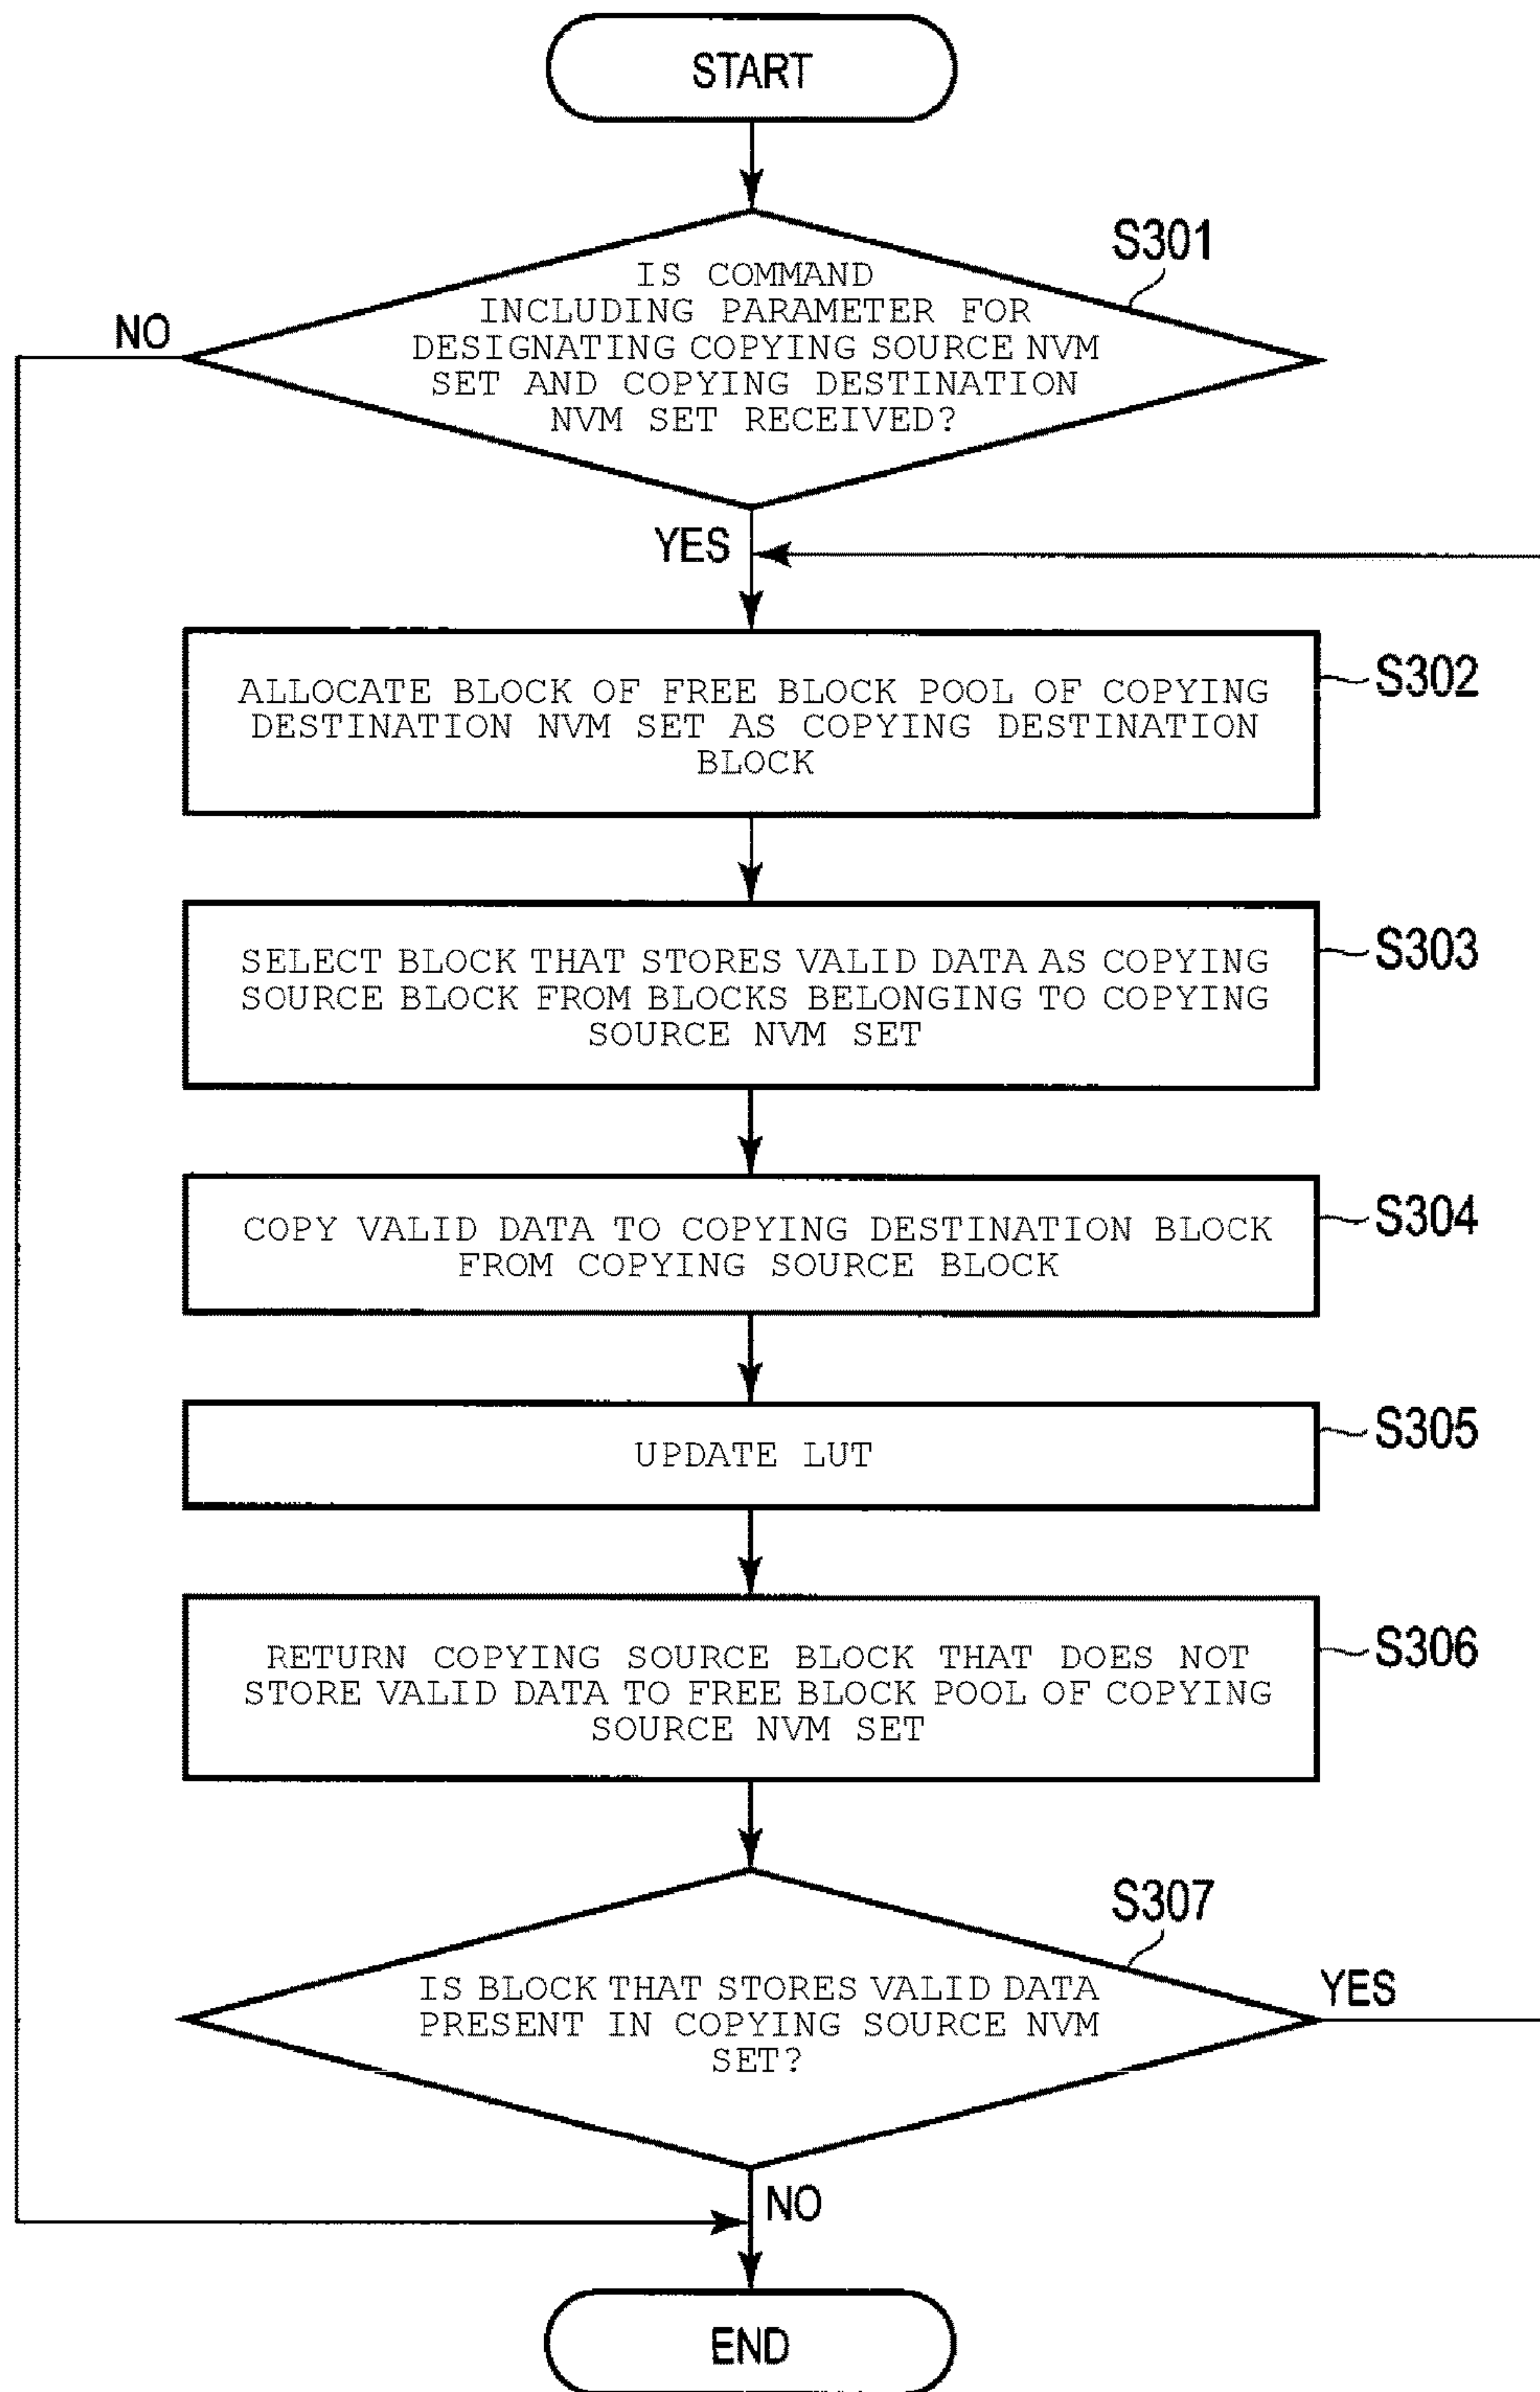 START
S301
IS COMMAND
INCLUDING PARAMETER FOR
DESIGNATING COPYING SOURCE NVM
SET AND COPYING DESTINATION
NVM SET RECEIVED?
NO
YES
S302
ALLOCATE BLOCK OF FREE BLOCK POOL OF COPYING
DESTINATION NVM SET AS COPYING DESTINATION
BLOCK
S303
SELECT BLOCK THAT STORES VALID DATA AS COPYING
SOURCE BLOCK FROM BLOCKS BELONGING TO COPYING
SOURCE NVM SET
S304
COPY VALID DATA TO COPYING DESTINATION BLOCK
FROM COPYING SOURCE BLOCK
S305
UPDATE LUT
S306
RETURN COPYING SOURCE BLOCK THAT DOES NOT
STORE VALID DATA TO FREE BLOCK POOL OF COPYING
SOURCE NVM SET
S307
IS BLOCK THAT STORES VALID DATA
PRESENT IN COPYING SOURCE NVM
SET?
YES
NO
END